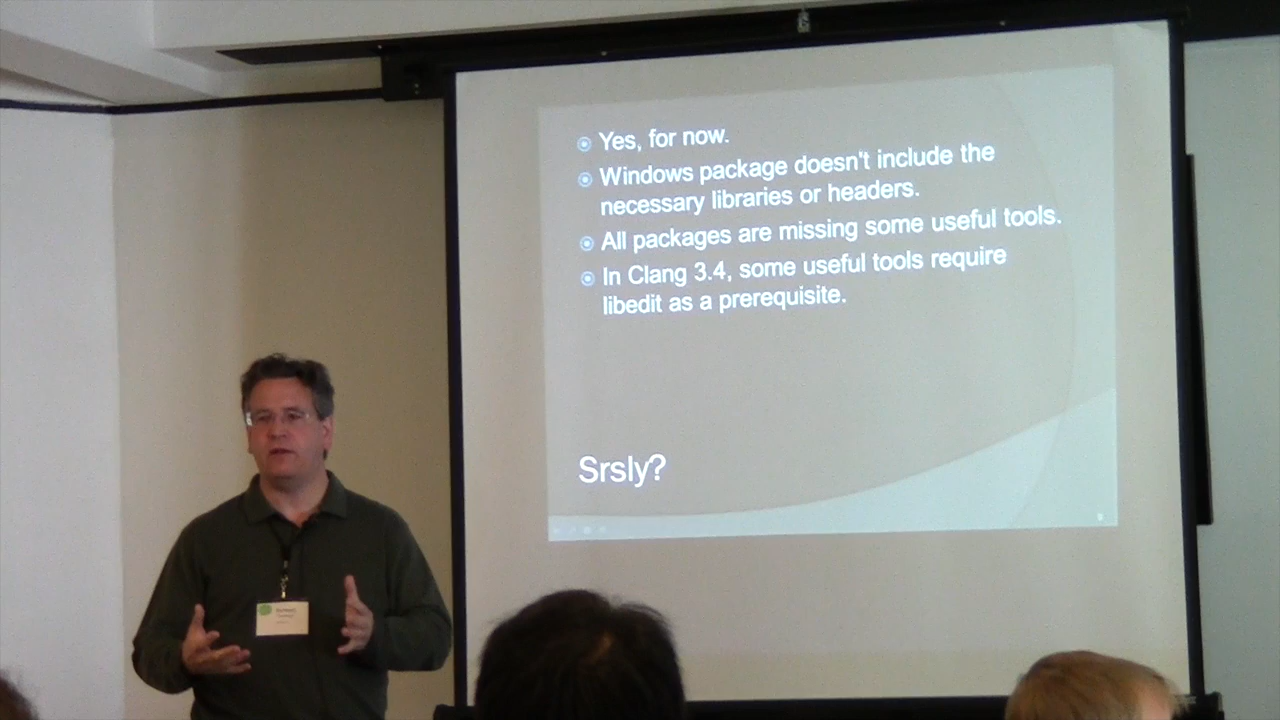 Yes, for now.
Windows package doesn't include the
necessary libraries or headers.
All packages are missing some useful tools.
In Clang 3.4, some useful tools require
libedit as a prerequisite.
Srsly?